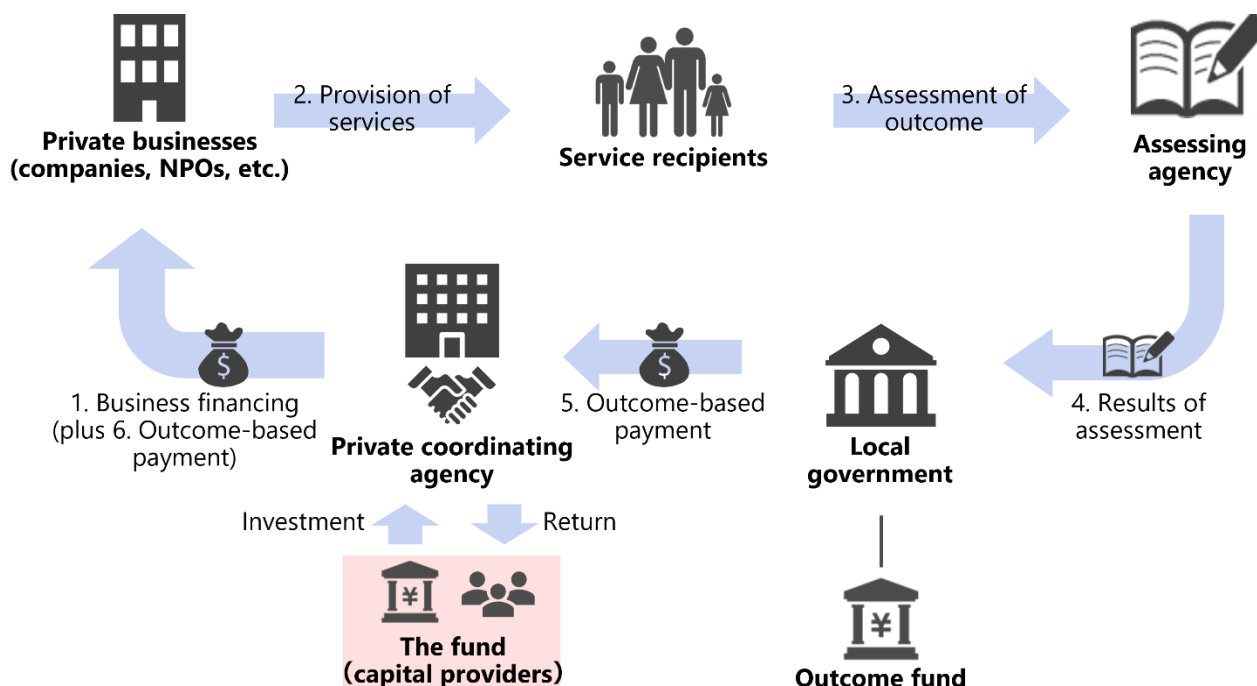 2. Provision of
services
3. Assessment of
outcome
Private businesses
(companies, NPOs, etc.)
Service recipients
Assessing
agency
$
1. Business financing
(plus 6. Outcome-based
payment)
Private coordinating
agency
$
5. Outcome-based
payment
Local
government
4. Results of
assessment
Investment
Return
¥
The fund
(capital providers)
¥
Outcome fund